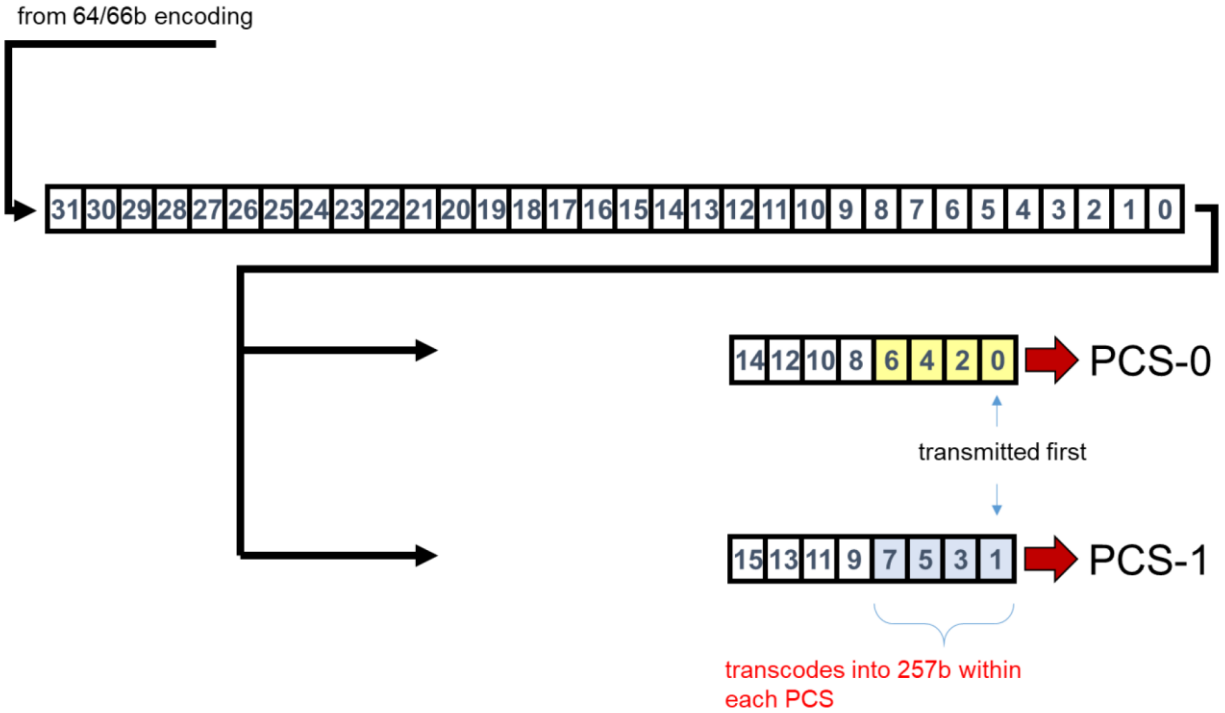 from 64/66b encoding
31 30 29 28 27 26 25 24 23 22 21 20 19 18 17 16 15 14 13 12 11 10 9 8 7 6 5 4 3 2 1 0
14 12 10 8 6 4 2 0 PCS-0
transmitted first
15 13 11 9 7 5 3 1 PCS-1
transcodes into 257b within
each PCS